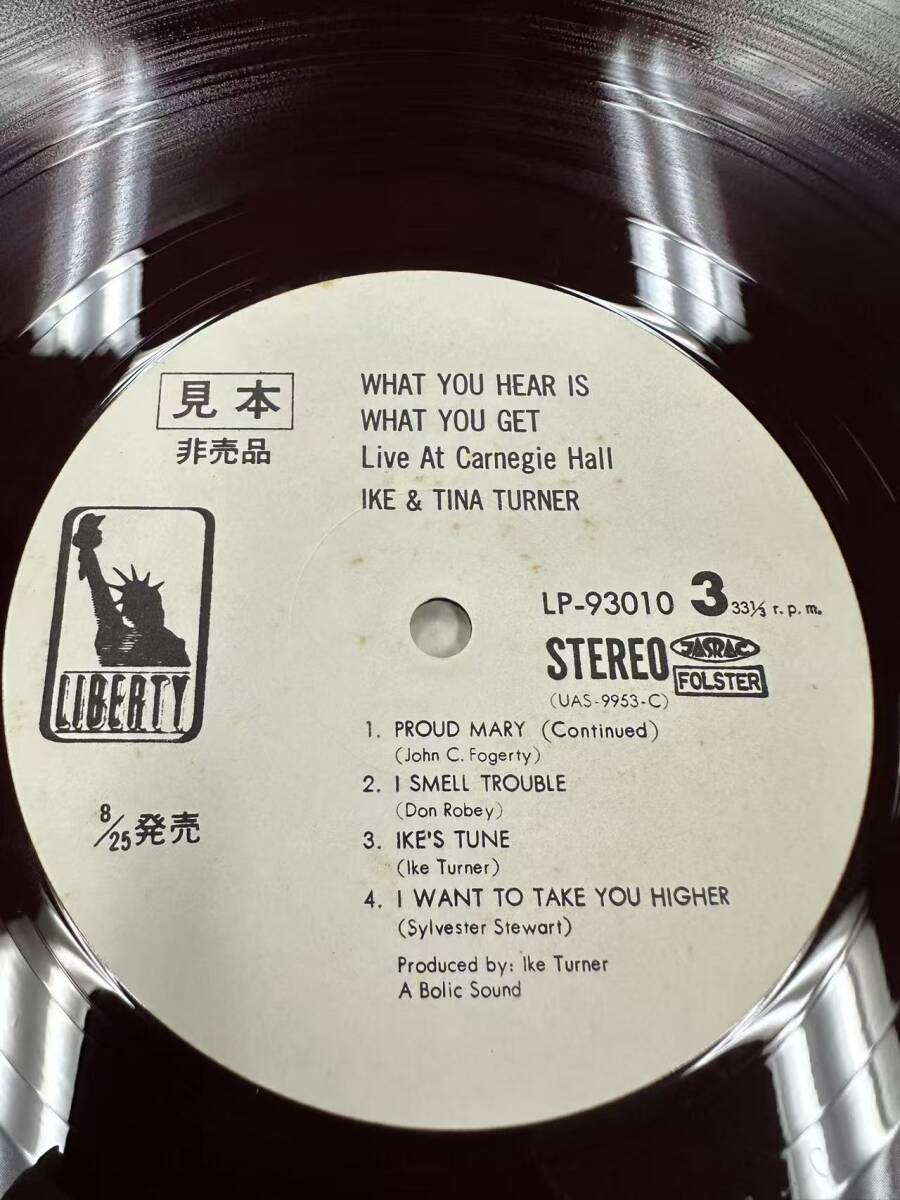 見本
非売品
WHAT YOU HEAR IS
WHAT YOU GET
Live At Carnegie Hall
IKE & TINA TURNER
LIBERTY
LP-93010 3 33⅓ r.p.m.
STEREO JASRAC
FOLSTER
(UAS-9953-C)
8/25発売
1. PROUD MARY (Continued)
(John C. Fogerty)
2. I SMELL TROUBLE
(Don Robey)
3. IKE'S TUNE
(Ike Turner)
4. I WANT TO TAKE YOU HIGHER
(Sylvester Stewart)
Produced by: Ike Turner
A Bolic Sound